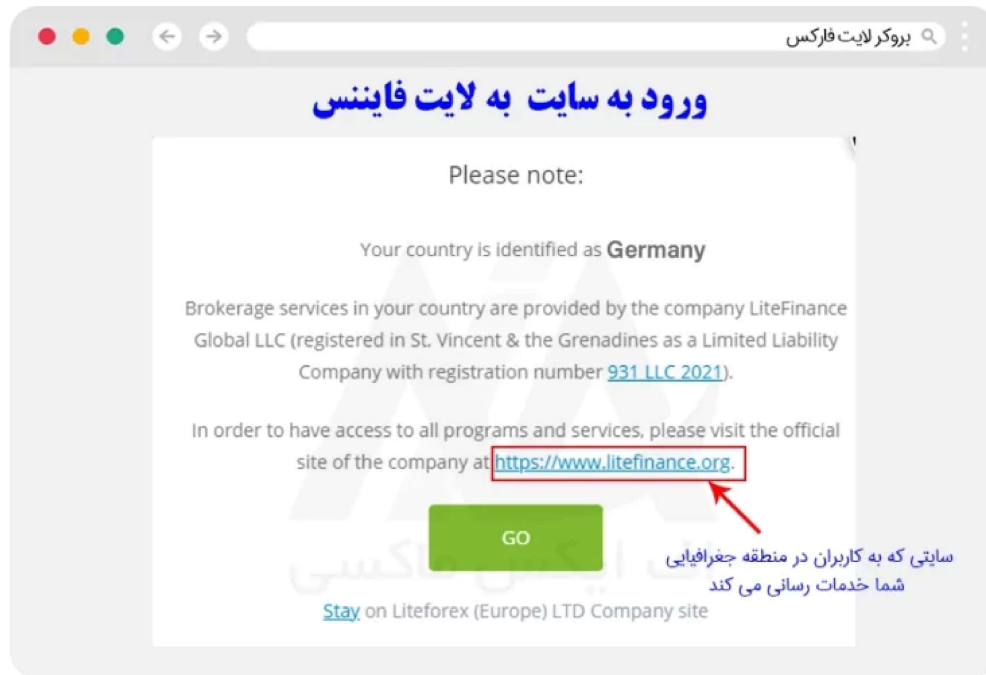 بروکر لایت فارکس
ورود به سایت به لایت فایننس
Please note:
Your country is identified as Germany
Brokerage services in your country are provided by the company LiteFinance
Global LLC (registered in St. Vincent & the Grenadines as a Limited Liability
Company with registration number 931 LLC 2021).
In order to have access to all programs and services, please visit the official
site of the company at https://www.litefinance.org.
GO
سایتی که به کاربران در منطقه جغرافیایی
شما خدمات رسانی می کند
اف ایکس ماکسی
Stay on Liteforex (Europe) LTD Company site